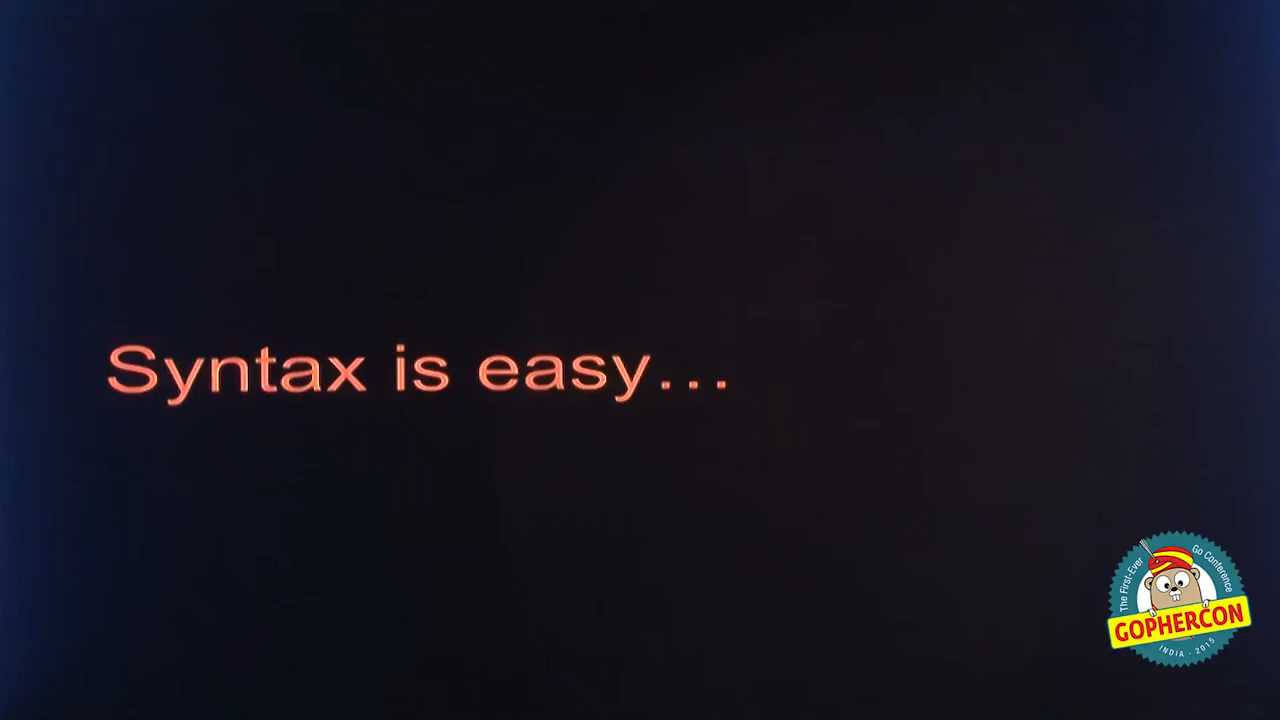 Syntax is easy...
The First-Ever Go Conference
GOPHERCON
INDIA - 2015